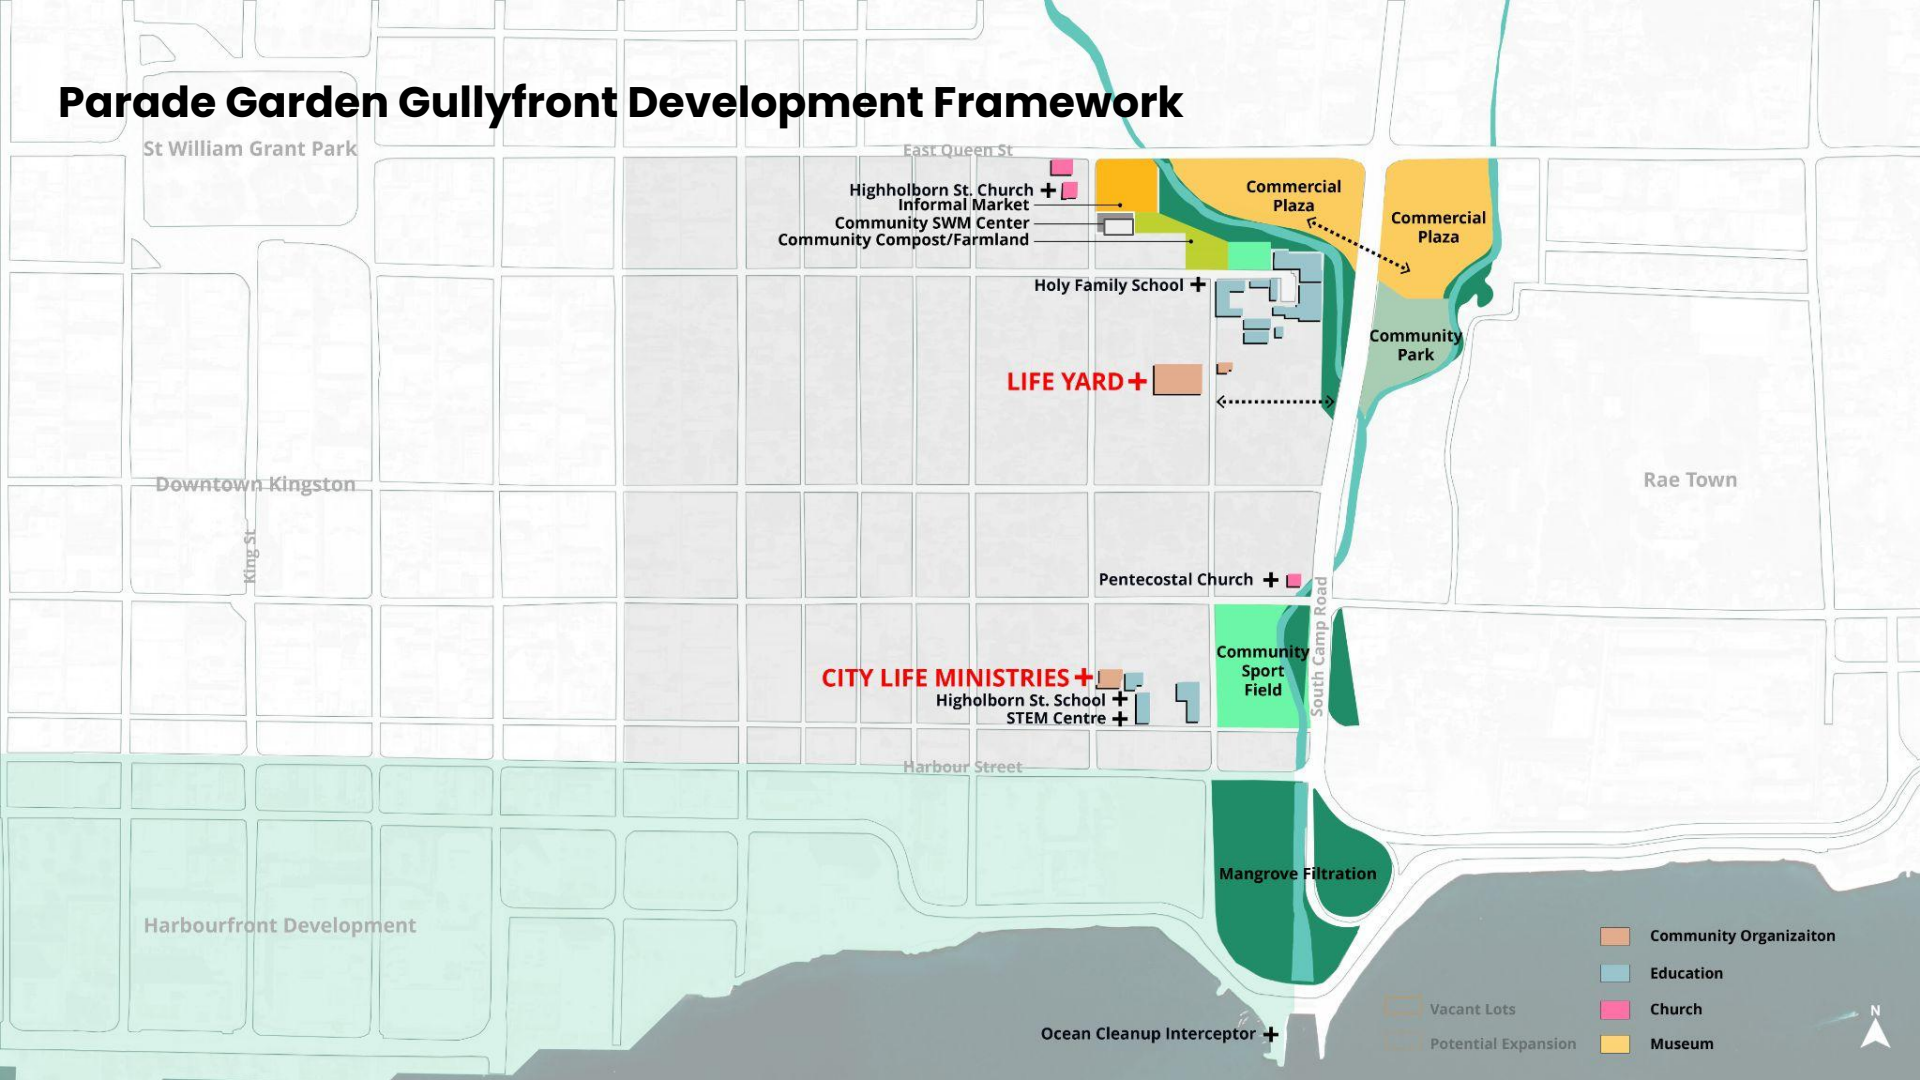 Parade Garden Gullyfront Development Framework
St William Grant Park
East Queen St
Highholborn St. Church
Informal Market
Community SWM Center
Community Compost/Farmland
Commercial
Plaza
Commercial
Plaza
Holy Family School
Community
Park
LIFE YARD
Downtown Kingston
King St
Rae Town
Pentecostal Church
South Camp Road
Community
Sport
Field
CITY LIFE MINISTRIES
Higholborn St. School
STEM Centre
Harbour Street
Mangrove Filtration
Harbourfront Development
Ocean Cleanup Interceptor
Vacant Lots
Potential Expansion
Community Organizaiton
Education
Church
Museum
N